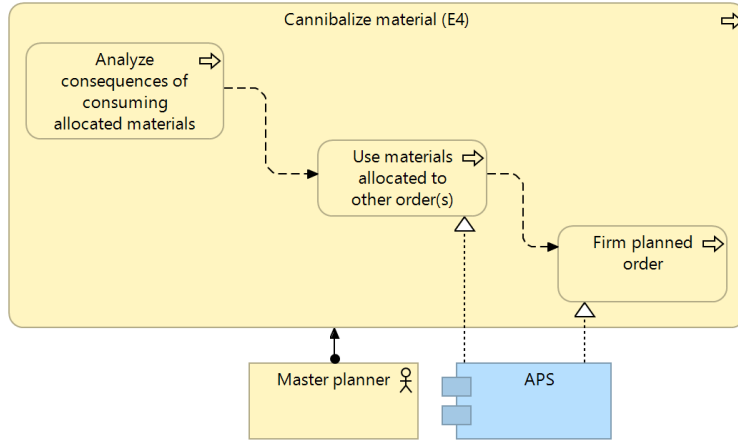 Cannibalize material (E4)
Analyze
consequences of
consuming
allocated materials
Use materials
allocated to
other order(s)
Firm planned
order
Master planner
APS